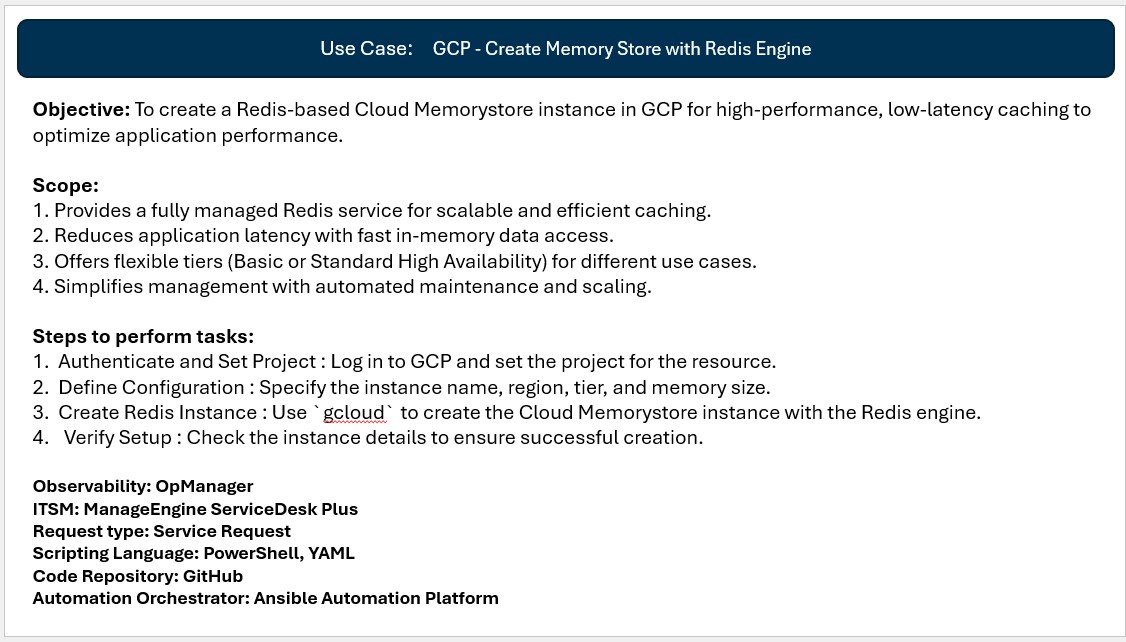 Use Case: GCP - Create Memory Store with Redis Engine
Objective: To create a Redis-based Cloud Memorystore instance in GCP for high-performance, low-latency caching to
optimize application performance.
Scope:
1. Provides a fully managed Redis service for scalable and efficient caching.
2. Reduces application latency with fast in-memory data access.
3. Offers flexible tiers (Basic or Standard High Availability) for different use cases.
4. Simplifies management with automated maintenance and scaling.
Steps to perform tasks:
1. Authenticate and Set Project : Log in to GCP and set the project for the resource.
2. Define Configuration : Specify the instance name, region, tier, and memory size.
3. Create Redis Instance : Use `gcloud` to create the Cloud Memorystore instance with the Redis engine.
4. Verify Setup : Check the instance details to ensure successful creation.
Observability: OpManager
ITSM: ManageEngine ServiceDesk Plus
Request type: Service Request
Scripting Language: PowerShell, YAML
Code Repository: GitHub
Automation Orchestrator: Ansible Automation Platform